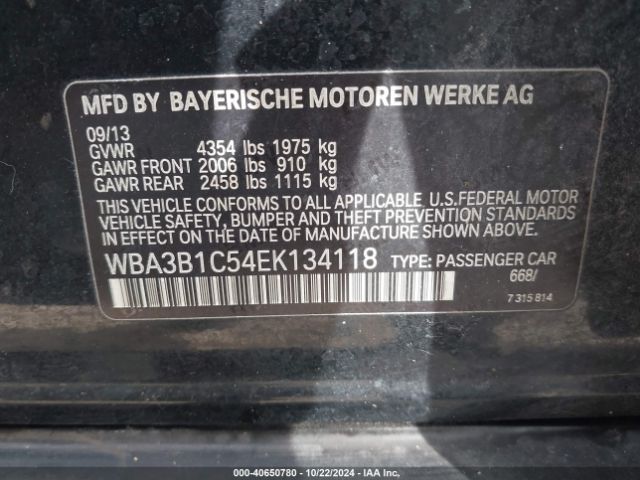 MFD BY BAYERISCHE MOTOREN WERKE AG
09/13
GVWR 4354 lbs 1975 kg
GAWR FRONT 2006 lbs 910 kg
GAWR REAR 2458 lbs 1115 kg
THIS VEHICLE CONFORMS TO ALL APPLICABLE U.S.FEDERAL MOTOR
VEHICLE SAFETY, BUMPER AND THEFT PREVENTION STANDARDS
IN EFFECT ON THE DATE OF MANUFACTURE SHOWN ABOVE.
WBA3B1C54EK134118 TYPE: PASSENGER CAR
668/
7 315 814
000-40650780 - 10/22/2024 - IAA Inc.